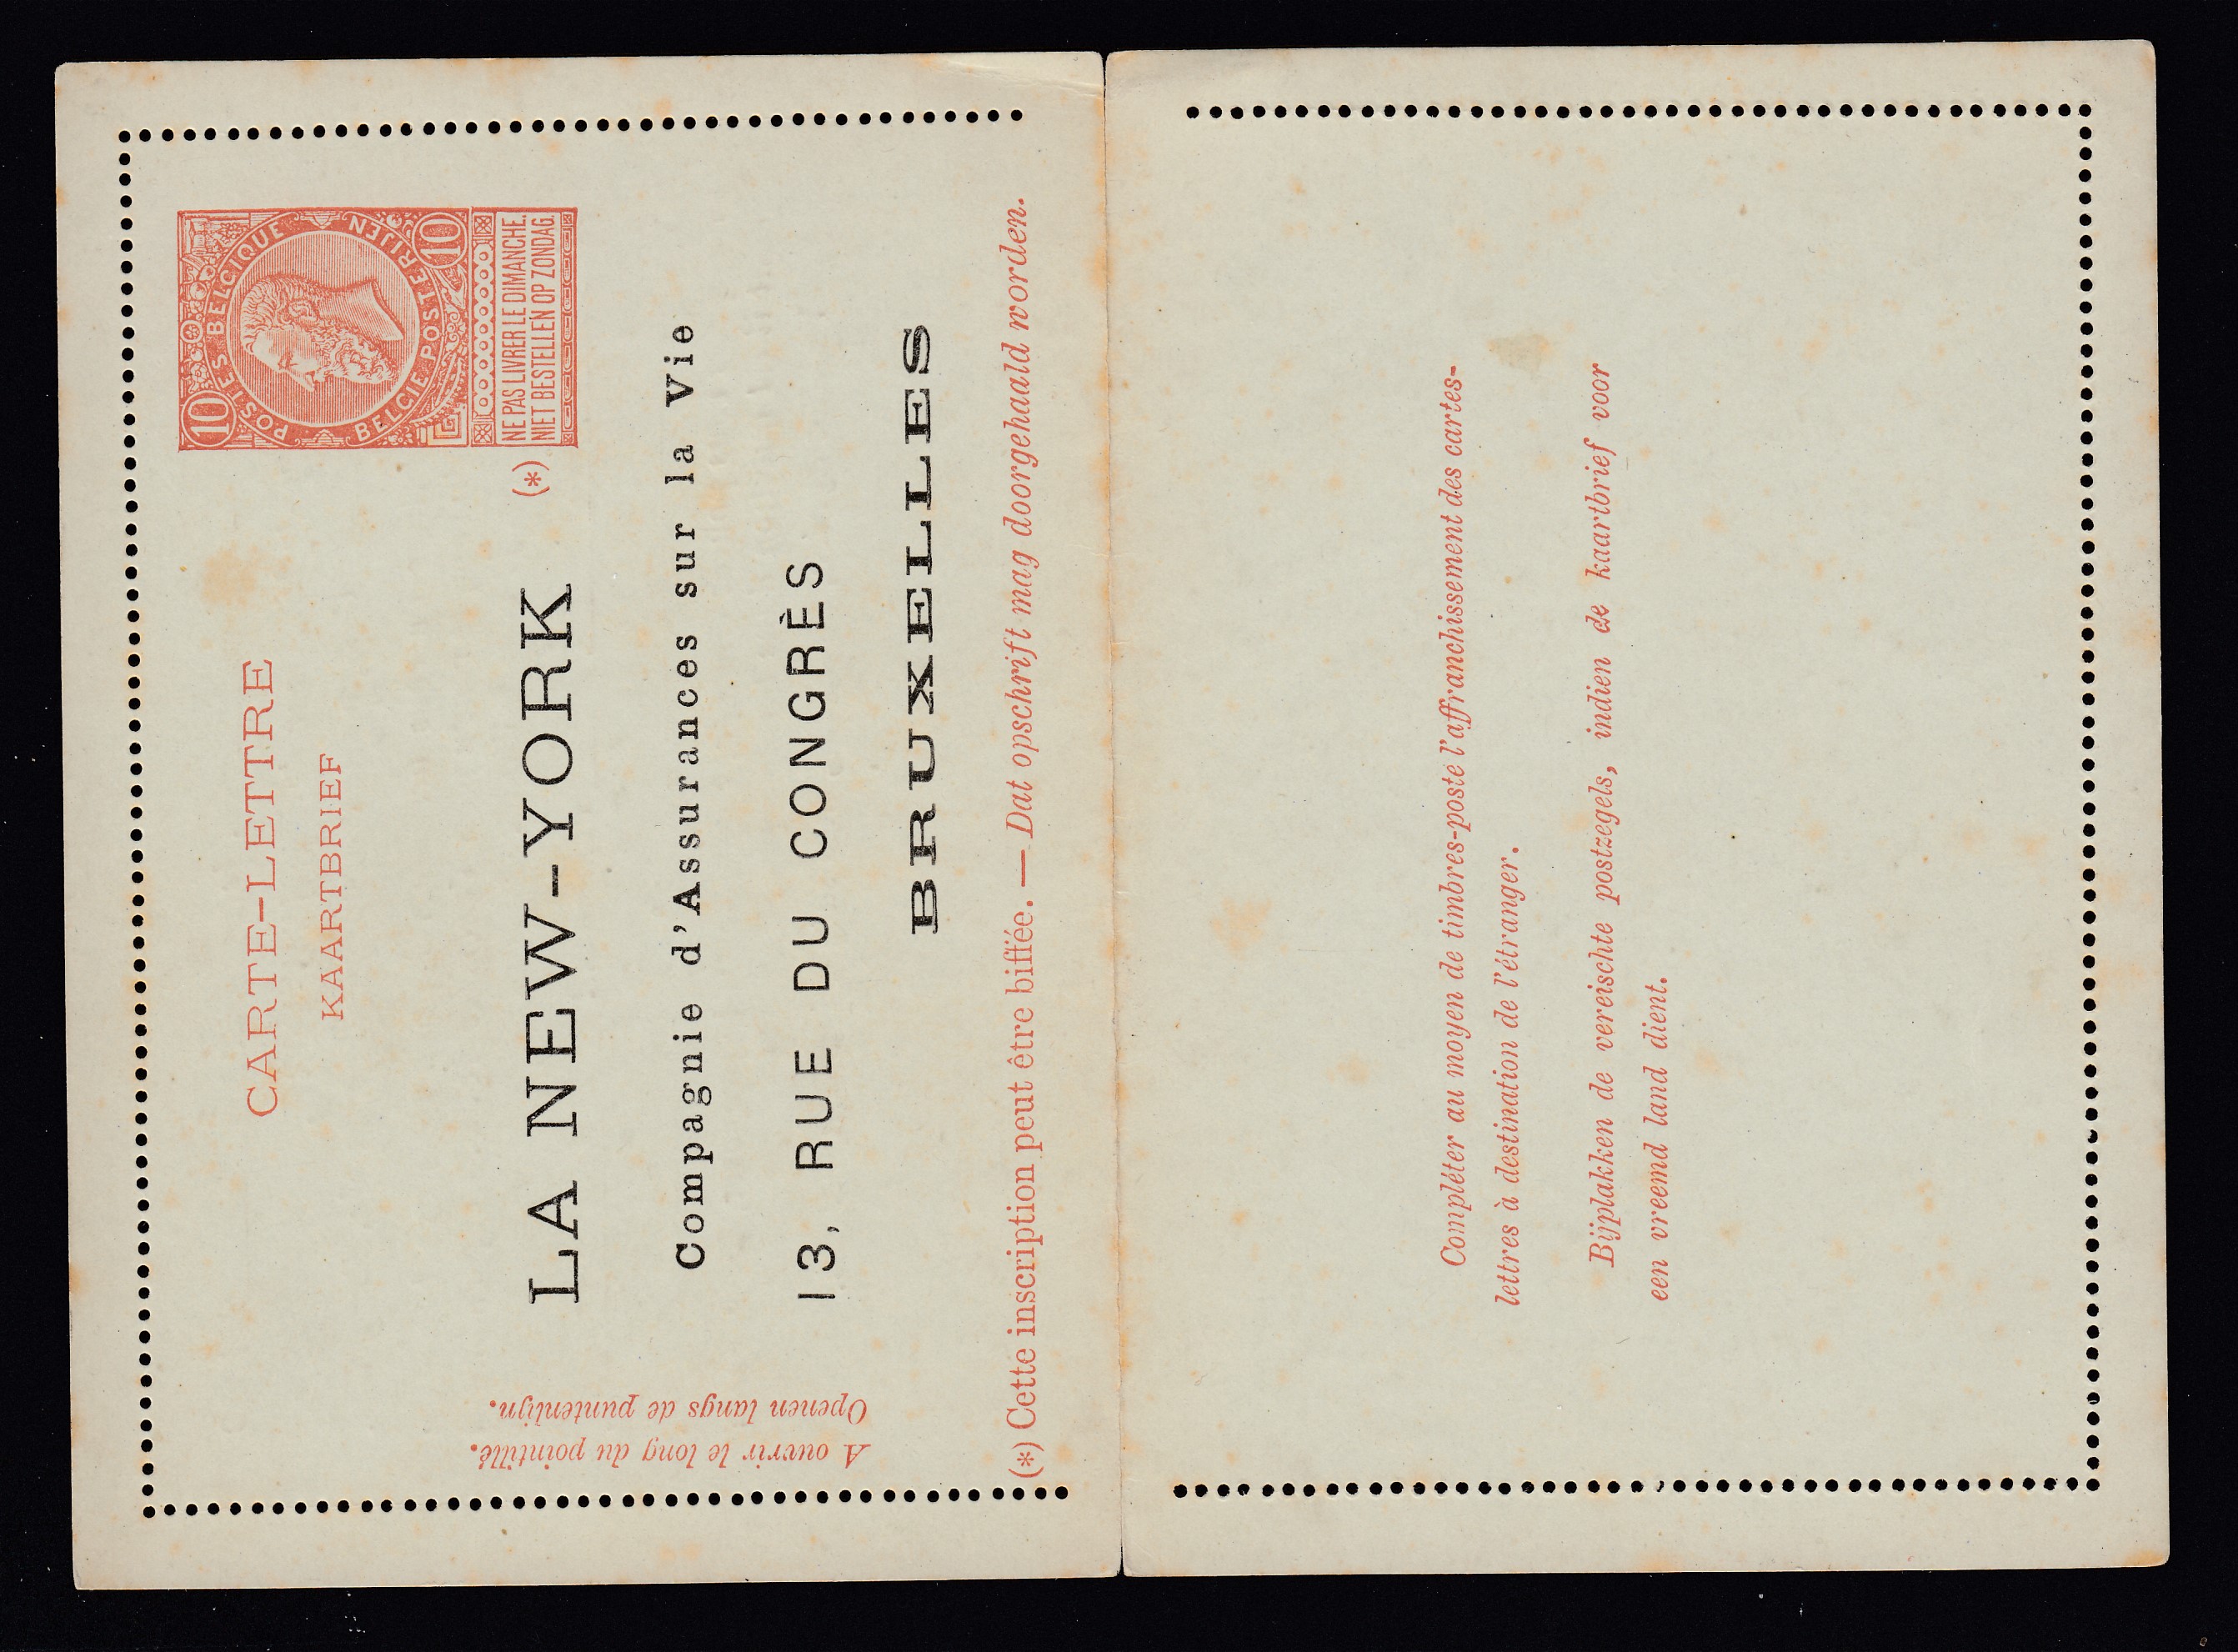 CARTE-LETTRE
KAARTBRIEF
10 POSTES BELGIQUE
BELGIE POSTERIJEN 10
NE PAS LIVRER LE DIMANCHE.
NIET BESTELLEN OP ZONDAG.
(*)
LA NEW-YORK
Compagnie d'Assurances sur la Vie
13, RUE DU CONGRÈS
BRUXELLES
(*) Cette inscription peut être biffée. — Dat opschrift mag doorgehaald worden.
A ouvrir le long du pointillé.
Openen langs de puntenlijn.
Compléter au moyen de timbres-poste l'affranchissement des cartes-
lettres à destination de l'étranger.
Bijplakken de vereischte postzegels, indien de kaartbrief voor
een vreemd land dient.